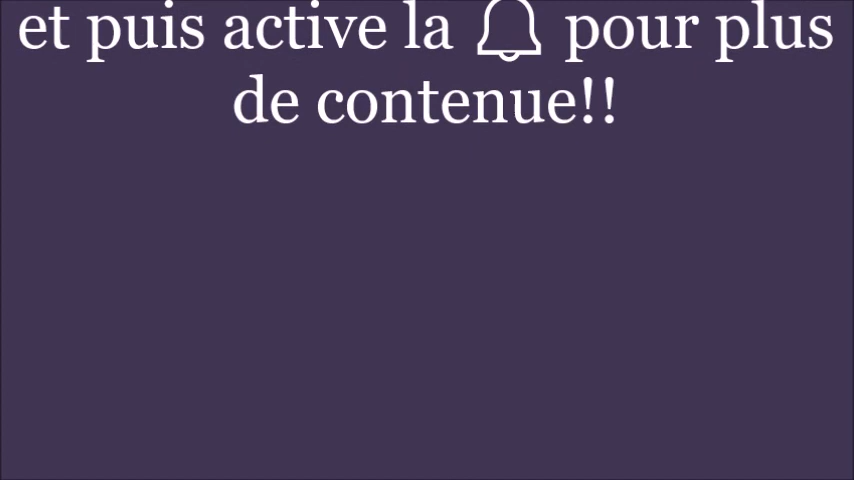 et puis active la 🔔 pour plus
de contenue!!